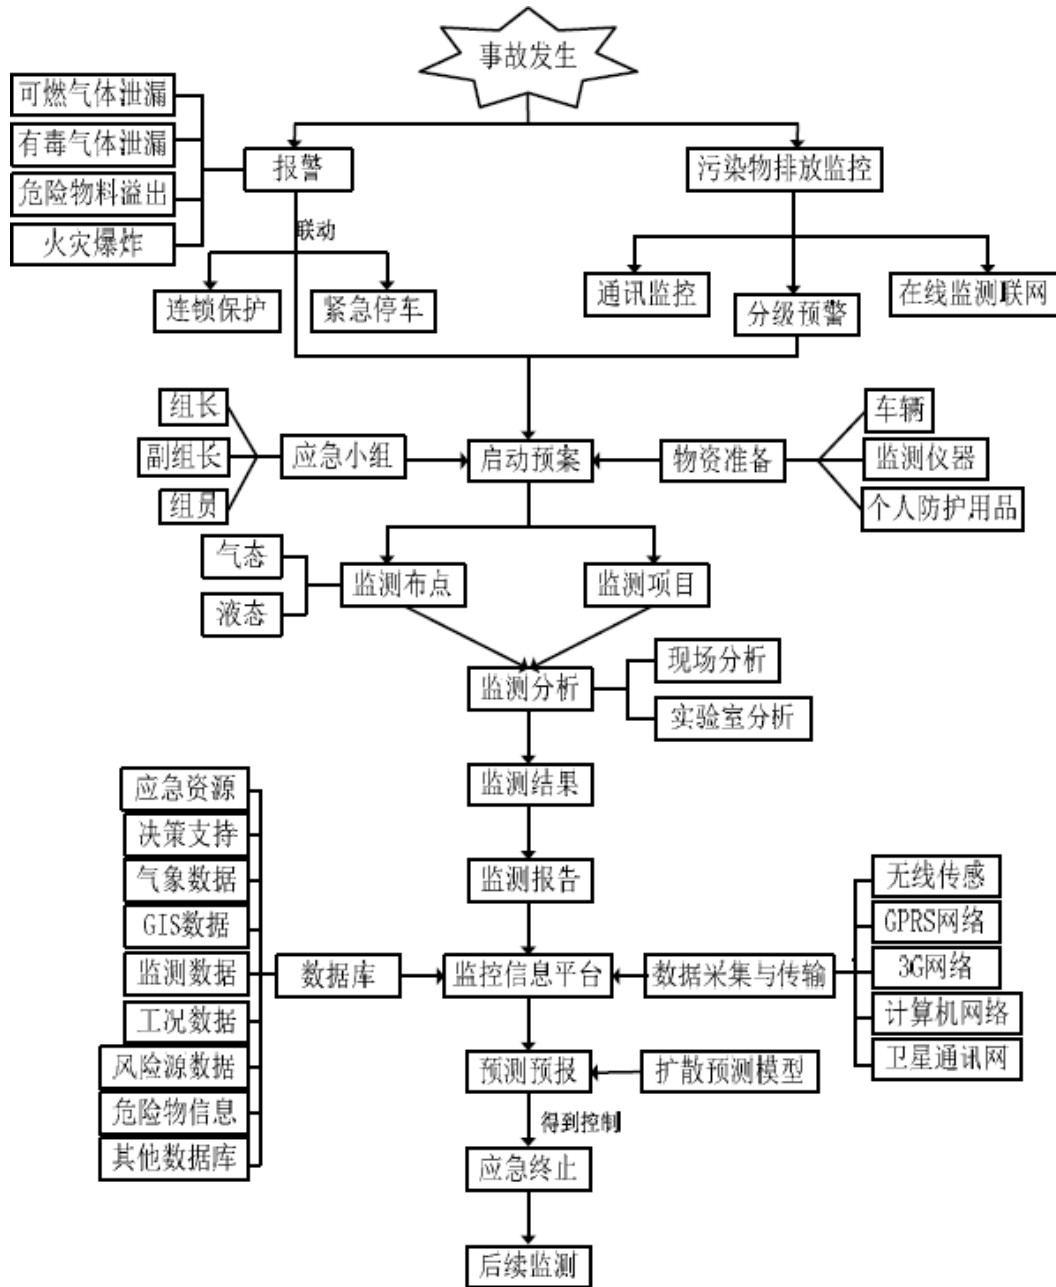 事故发生
可燃气体泄漏
有毒气体泄漏
危险物料溢出
火灾爆炸
报警
污染物排放监控
联动
连锁保护
紧急停车
通讯监控
分级预警
在线监测联网
组长
副组长
组员
应急小组
启动预案
物资准备
车辆
监测仪器
个人防护用品
气态
液态
监测布点
监测项目
监测分析
现场分析
实验室分析
监测结果
监测报告
应急资源
决策支持
气象数据
GIS数据
监测数据
工况数据
风险源数据
危险物信息
其他数据库
数据库
监控信息平台
数据采集与传输
无线传感
GPRS网络
3G网络
计算机网络
卫星通讯网
预测预报
扩散预测模型
得到控制
应急终止
后续监测